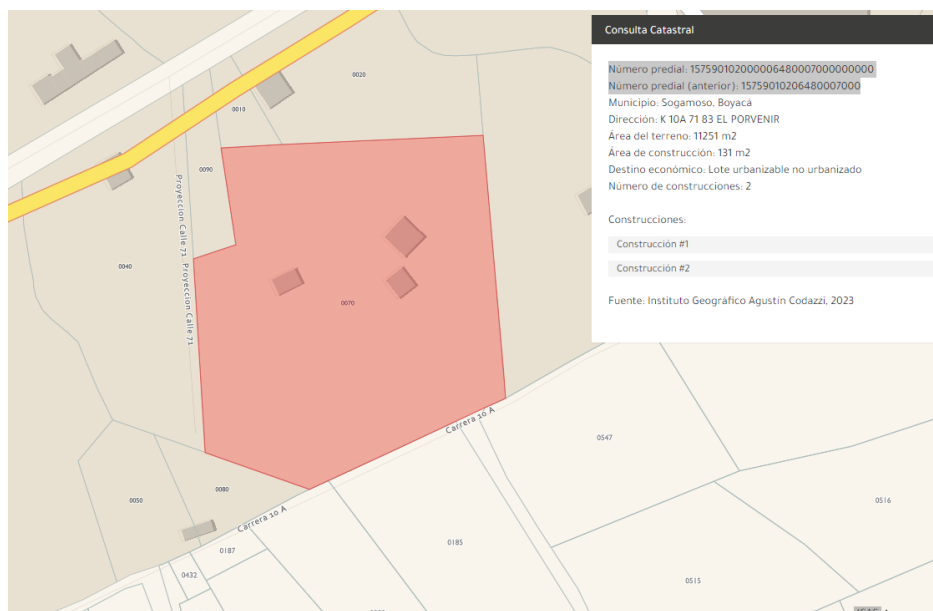 Consulta Catastral
Número predial: 157590102000006480007000000000
Número predial (anterior): 15759010206480007000
Municipio: Sogamoso, Boyacá
Dirección: K 10A 71 83 EL PORVENIR
Área del terreno: 11251 m2
Área de construcción: 131 m2
Destino económico: Lote urbanizable no urbanizado
Número de construcciones: 2
Construcciones:
Construcción #1
Construcción #2
Fuente: Instituto Geográfico Agustín Codazzi, 2023
0020
0010
0090
Proyeccion Calle 71
Proyeccion Calle 71
0040
0070
Carrera 10 A
0547
0080
0050
0516
Carrera 10 A
0185
0187
0432
0515